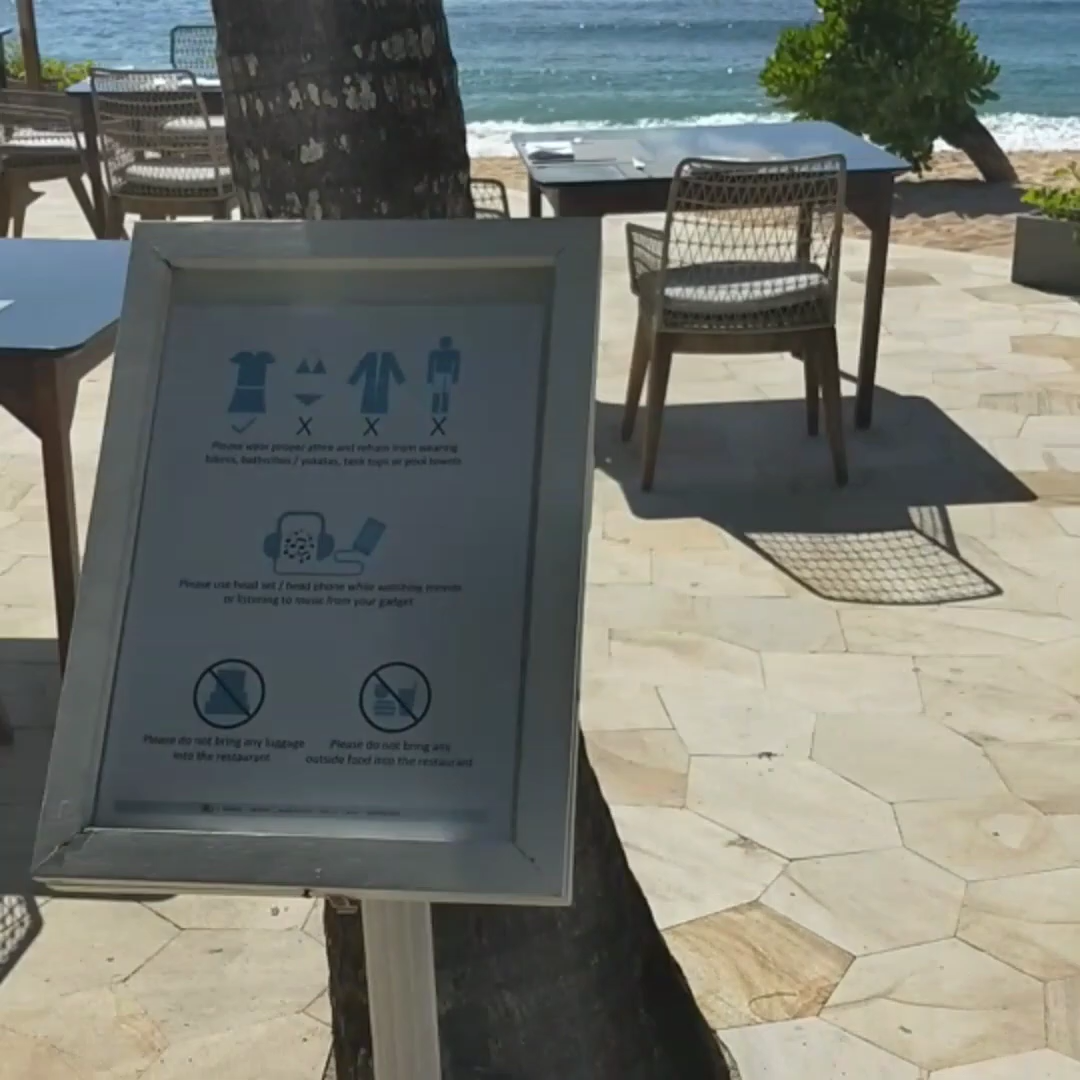 Please wear proper attire and refrain from wearing
bikinis, bathrobes / yukatas, tank tops or pool towels
Please use head set / head phone while watching movies
or listening to music from your gadget
Please do not bring any luggage
into the restaurant
Please do not bring any
outside food into the restaurant